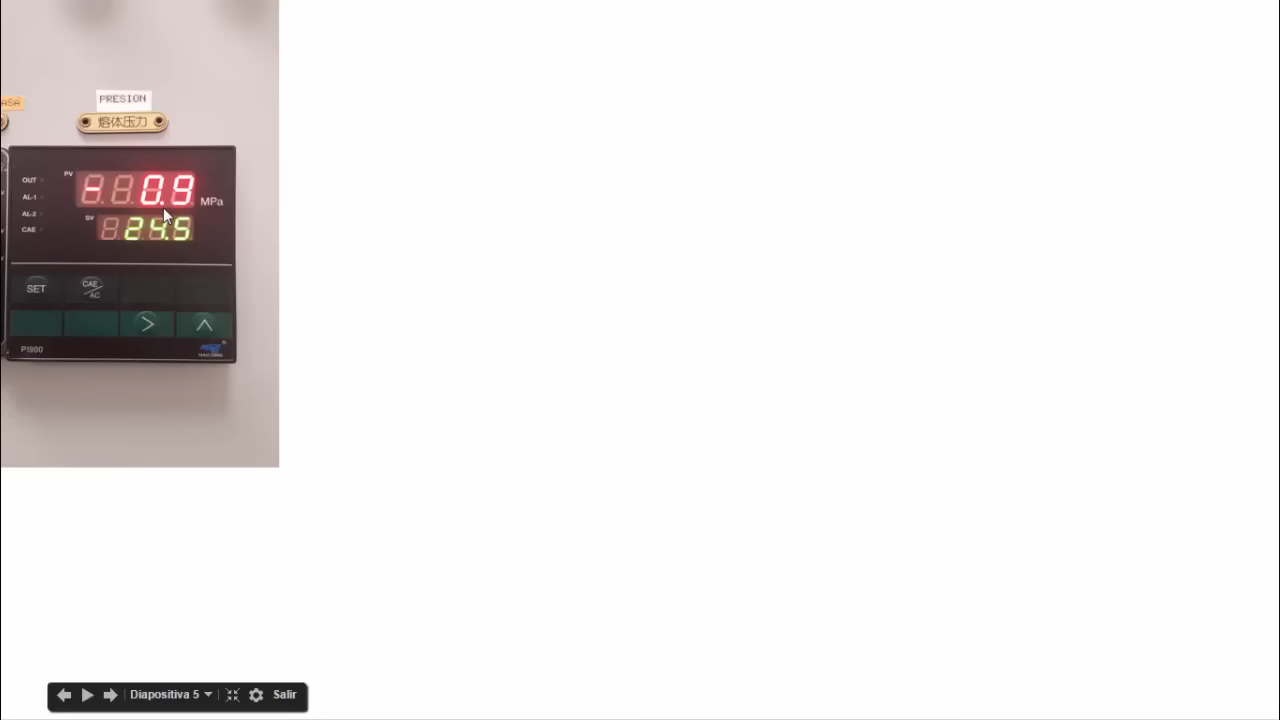 ASA
PRESION
熔体压力
OUT
PV
AL-1
- 0.9
MPa
AL-2
SV
24.5
CAE
SET
CAE/AC
PI900
Diapositiva 5
Salir